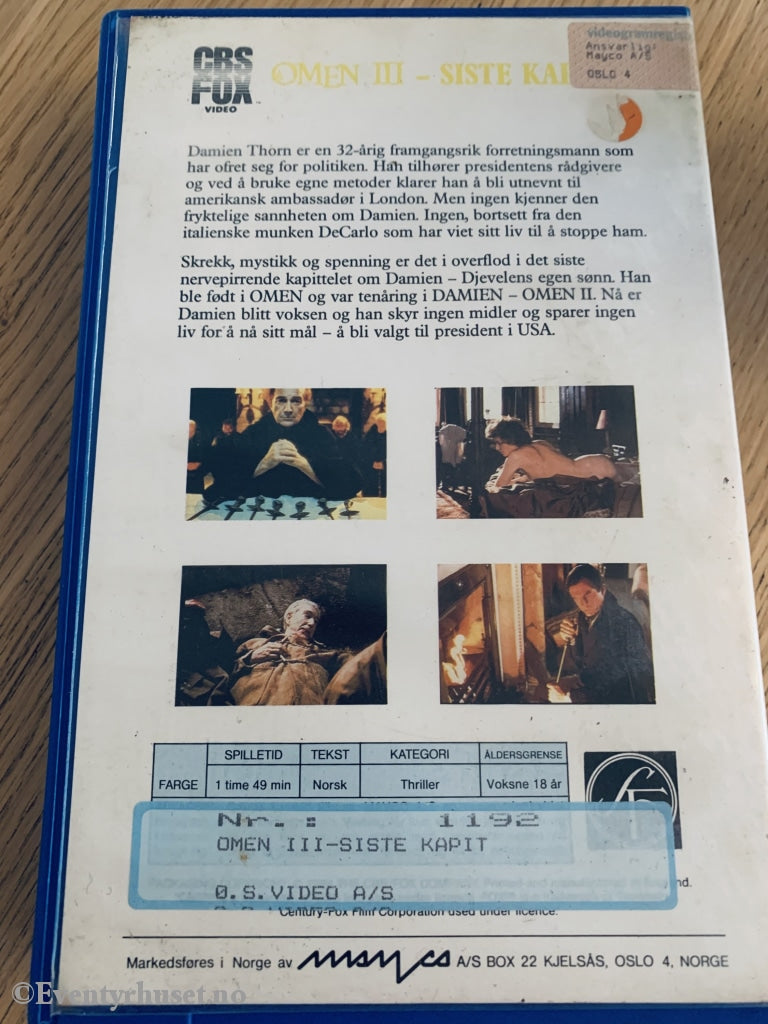 CBS
FOX
VIDEO
OMEN III – SISTE KAP
videogramregis
Ansvarlig:
Mayco A/S
OSLO 4
Damien Thorn er en 32-årig framgangsrik forretningsmann som
har ofret seg for politiken. Han tilhører presidentens rådgivere
og ved å bruke egne metoder klarer han å bli utnevnt til
amerikansk ambassadør i London. Men ingen kjenner den
fryktelige sannheten om Damien. Ingen, bortsett fra den
italienske munken DeCarlo som har viet sitt liv til å stoppe ham.
Skrekk, mystikk og spenning er det i overflod i det siste
nervepirrende kapittelet om Damien – Djevelens egen sønn. Han
ble født i OMEN og var tenåring i DAMIEN – OMEN II. Nå er
Damien blitt voksen og han skyr ingen midler og sparer ingen
liv for å nå sitt mål – å bli valgt til president i USA.
SPILLETID TEKST KATEGORI ÅLDERSGRENSE
FARGE 1 time 49 min Norsk Thriller Voksne 18 år
Nr.: 1192
OMEN III-SISTE KAPIT
Ø.S.VIDEO A/S
Century-Fox Film Corporation used under licence.
Markedsføres i Norge av mayco A/S BOX 22 KJELSÅS, OSLO 4, NORGE
©Eventyrhuset.no